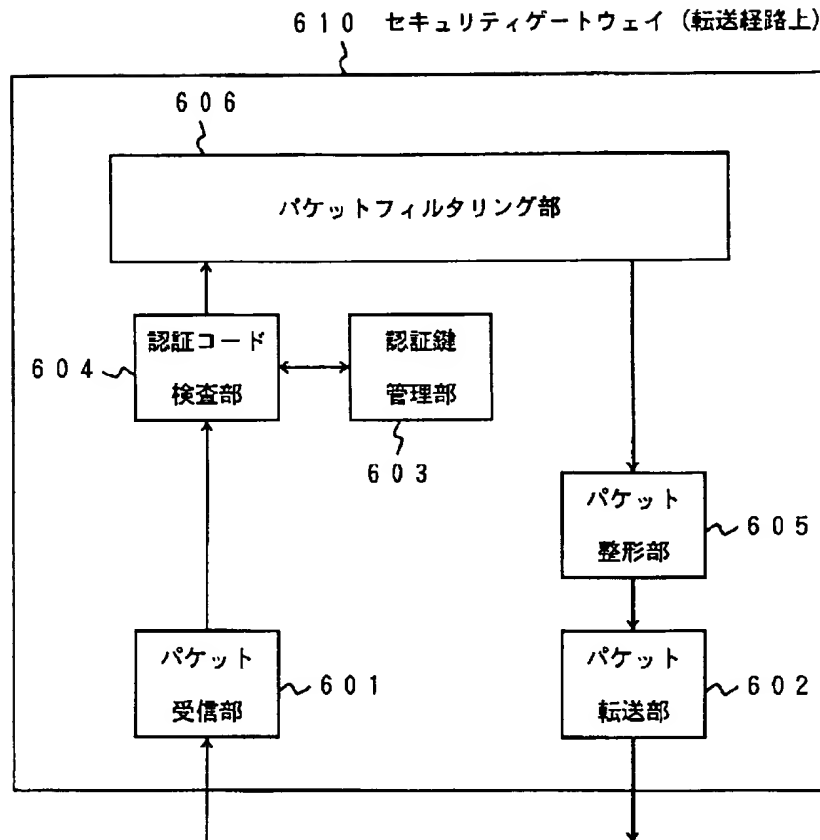 610 セキュリティゲートウェイ(転送経路上)
606
パケットフィルタリング部
認証コード
検査部
604
認証鍵
管理部
603
パケット
整形部
605
パケット
受信部
601
パケット
転送部
602